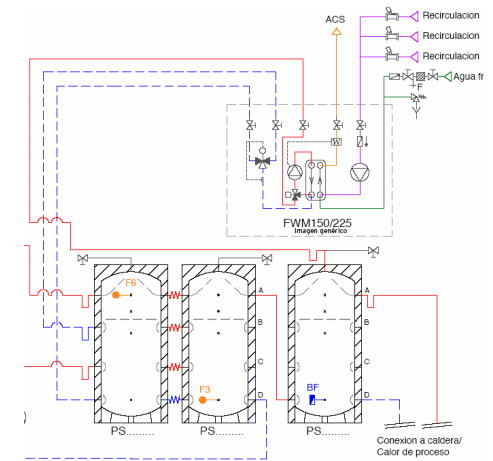 ACS
Recirculacion
Recirculacion
Recirculacion
Agua fr
F
W
FWM150/225
Imagen genérico
F6
F3
BF
A
B
C
D
A
B
C
D
PS.........
PS.........
PS.........
Conexion a caldera/
Calor de proceso